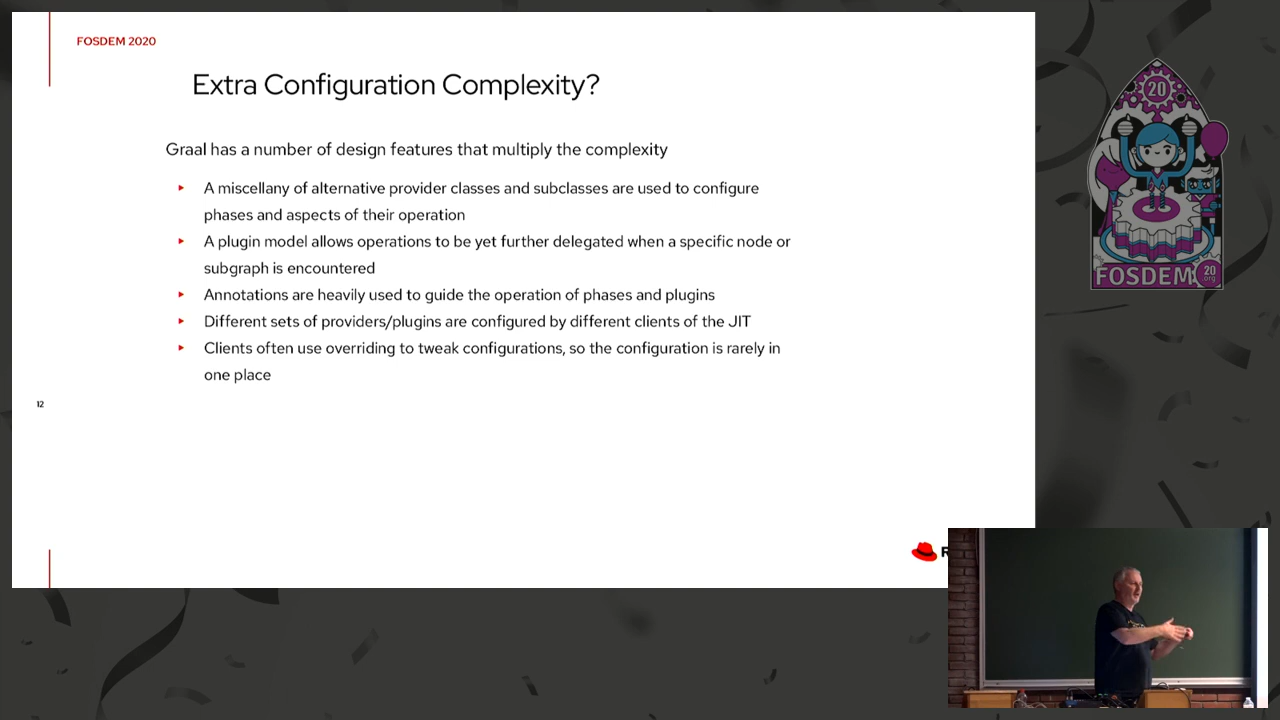 FOSDEM 2020
Extra Configuration Complexity?
Graal has a number of design features that multiply the complexity
A miscellany of alternative provider classes and subclasses are used to configure
phases and aspects of their operation
A plugin model allows operations to be yet further delegated when a specific node or
subgraph is encountered
Annotations are heavily used to guide the operation of phases and plugins
Different sets of providers/plugins are configured by different clients of the JIT
Clients often use overriding to tweak configurations, so the configuration is rarely in
one place
12
20
FOSDEM
20
.org